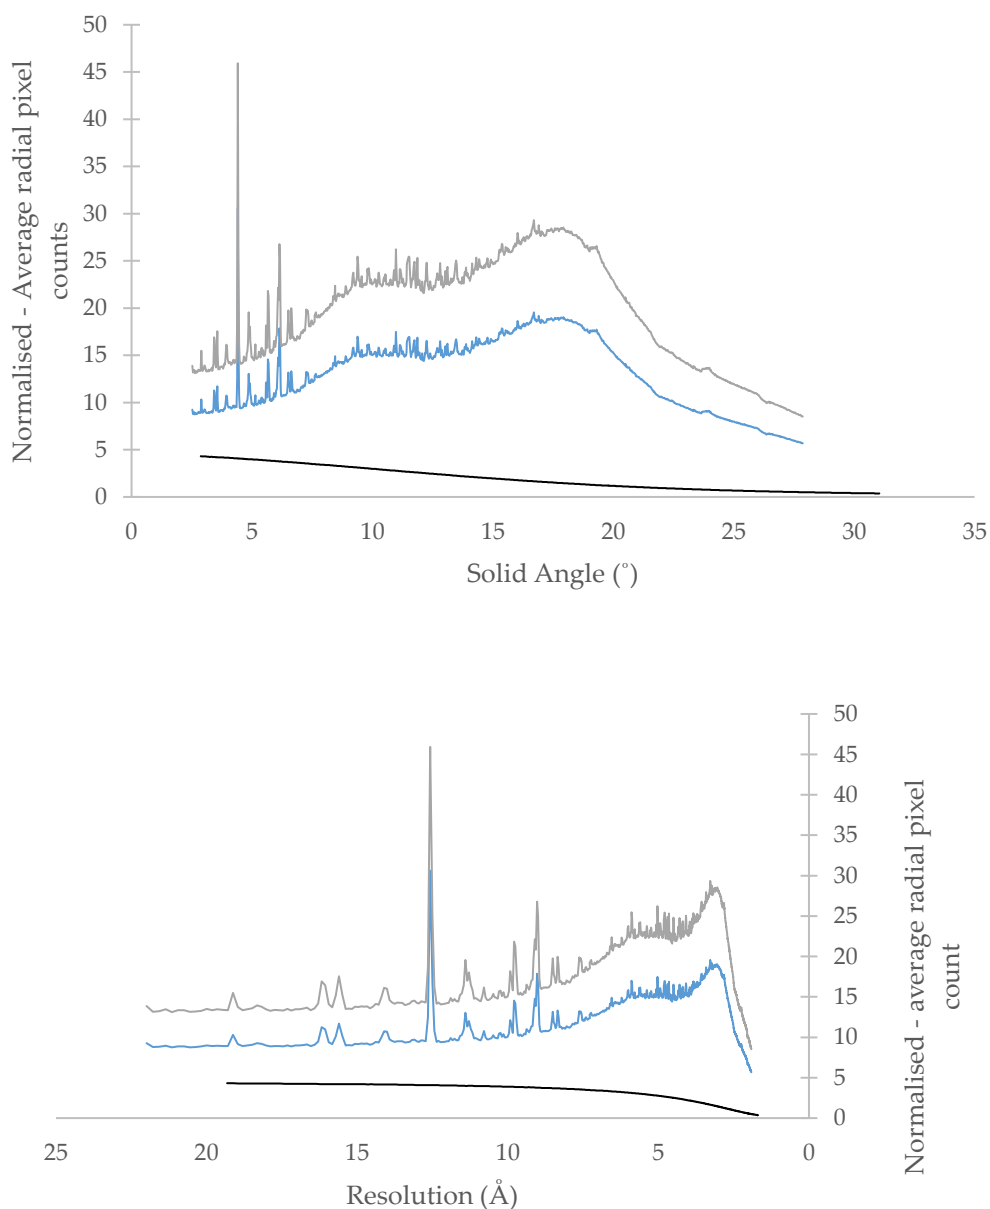 Normalised - Average radial pixel
counts
50
45
40
35
30
25
20
15
10
5
0
0 5 10 15 20 25 30 35
Solid Angle (°)
50
45
40
35
30
25
20
15
10
5
0
Normalised - average radial pixel
count
25 20 15 10 5 0
Resolution (Å)